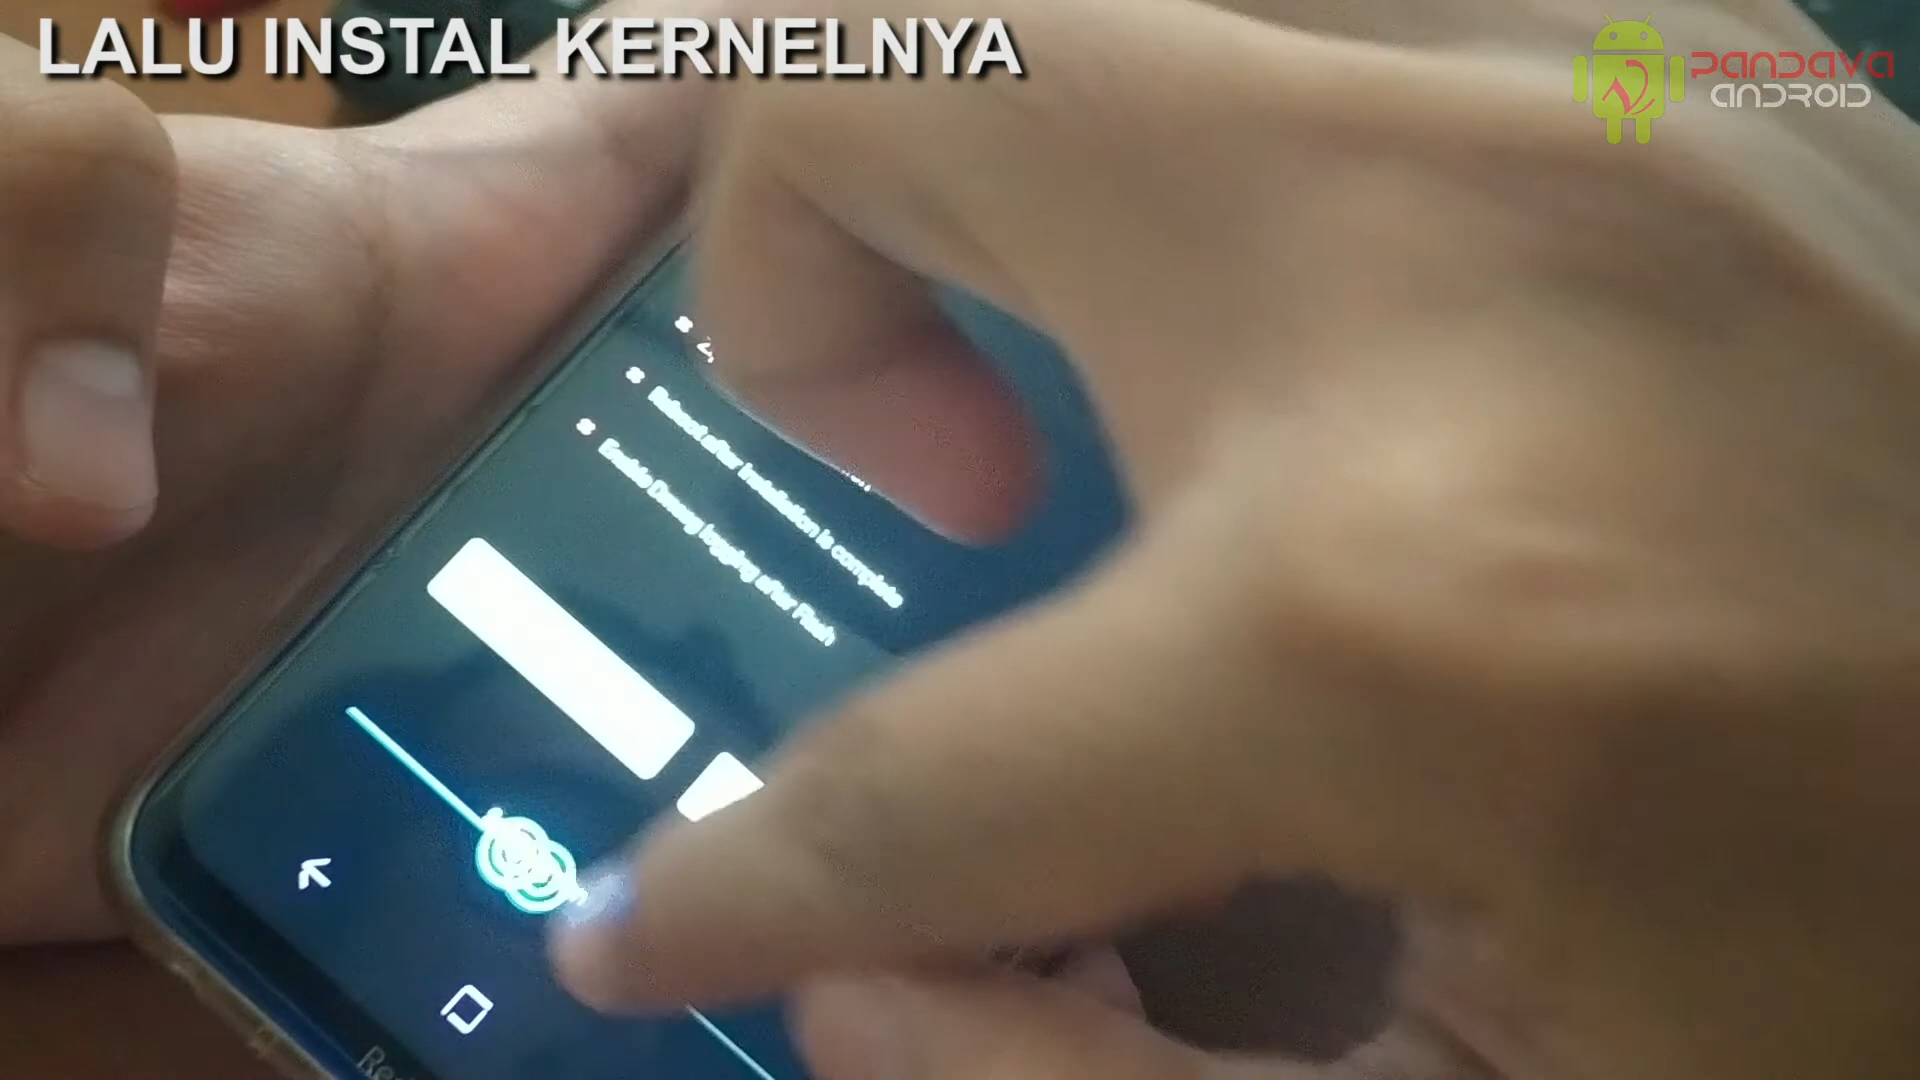 LALU INSTAL KERNELNYA
PANDAVA
ANDROID
Reboot after installation is complete
Enable Debug logging after Flash